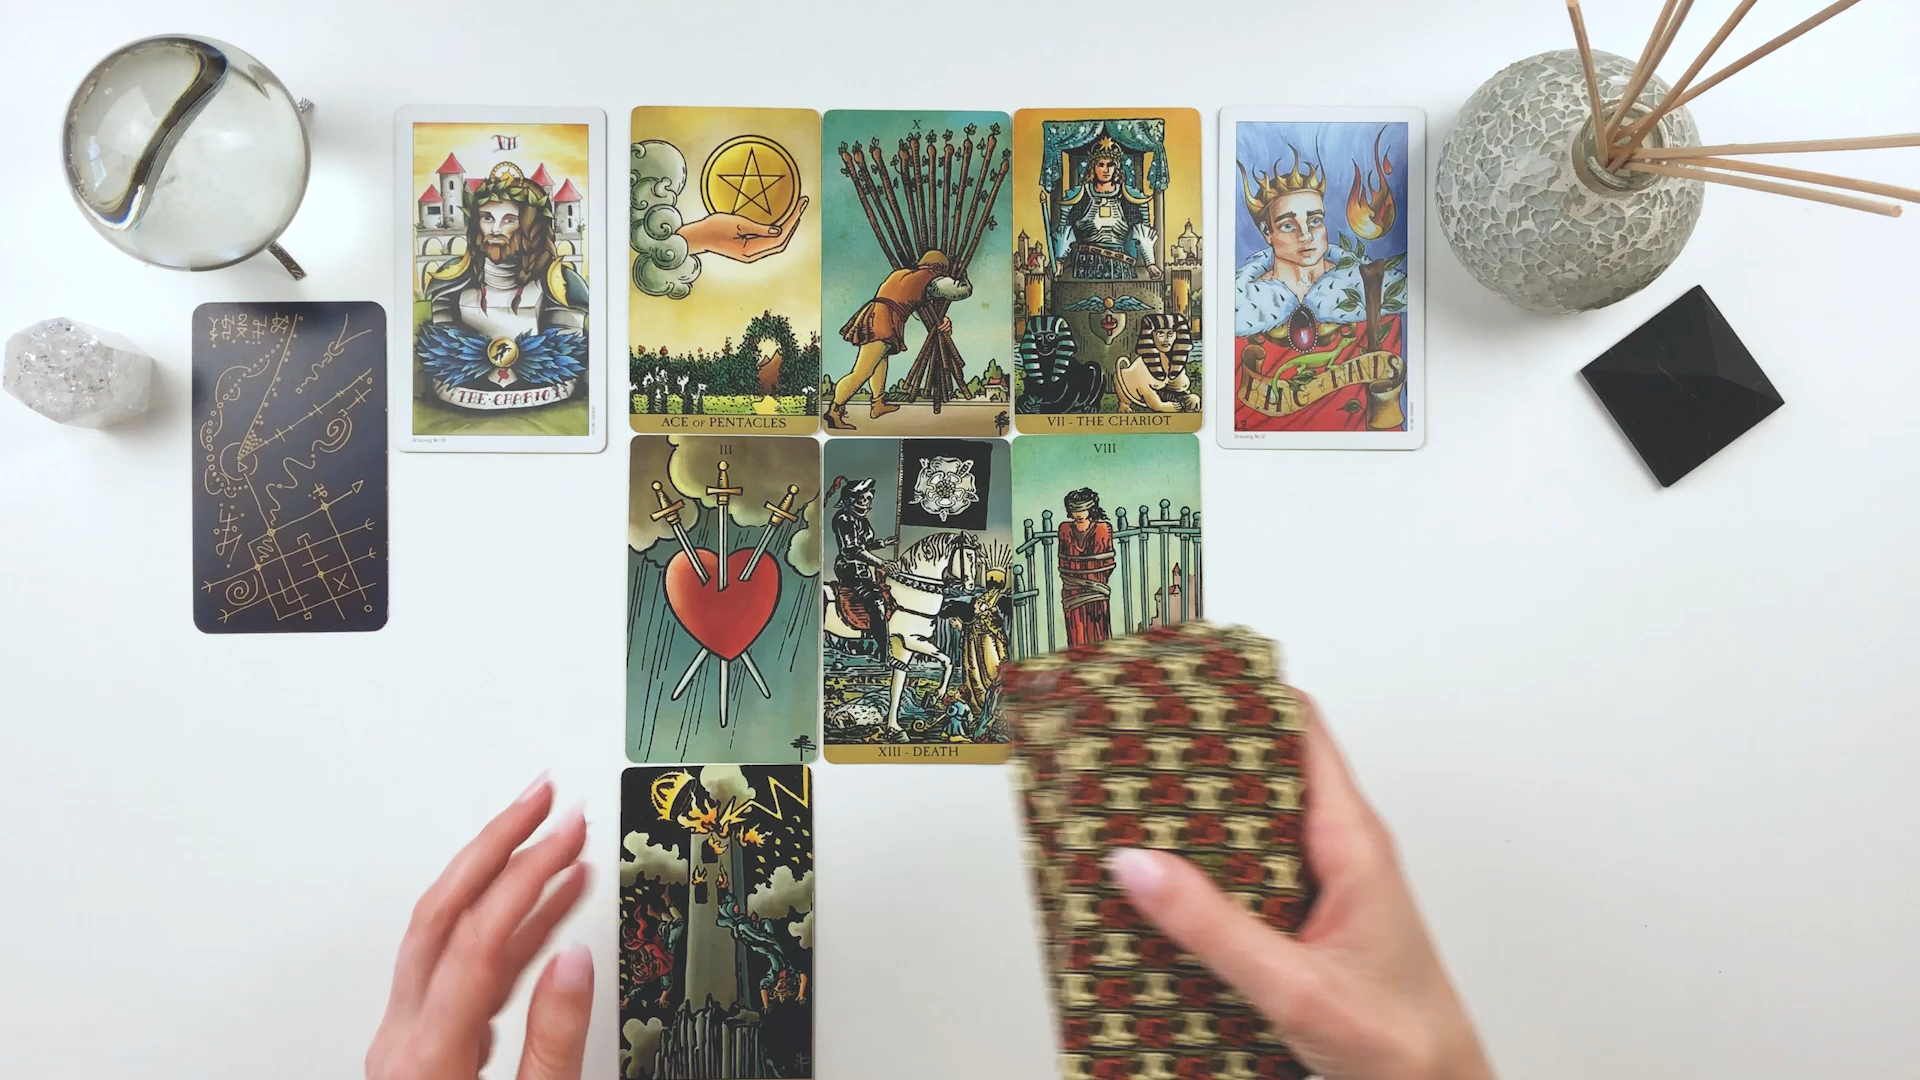 VII
THE·CHARIOT
ACE OF PENTACLES
X
VII - THE CHARIOT
KING of WANDS
III
XIII - DEATH
VIII